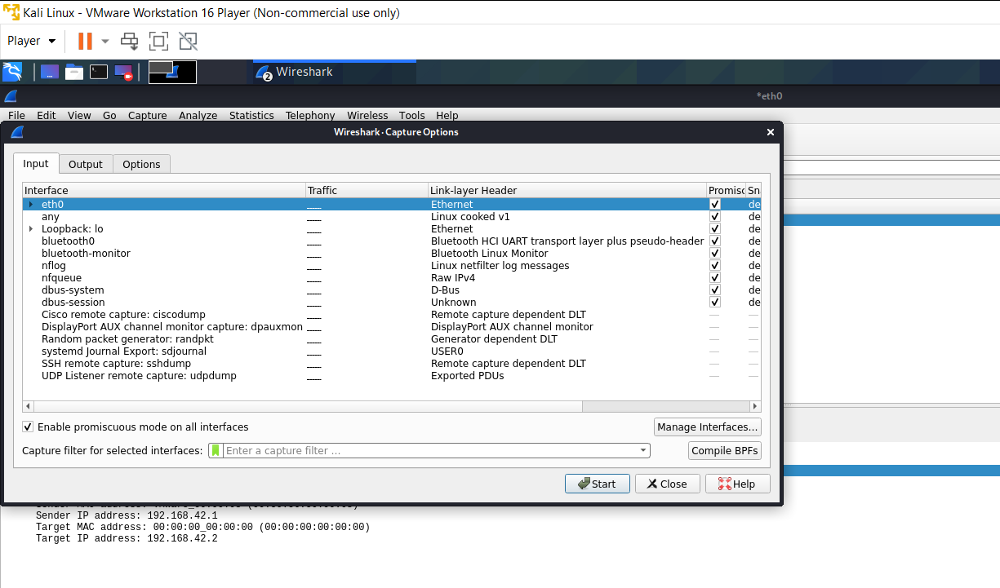 Kali Linux - VMware Workstation 16 Player (Non-commercial use only)
Player
2 Wireshark
*eth0
File Edit View Go Capture Analyze Statistics Telephony Wireless Tools Help
Wireshark · Capture Options
Input Output Options
Interface Traffic Link-layer Header Promisc Sna
eth0 Ethernet de
any Linux cooked v1 de
Loopback: lo Ethernet de
bluetooth0 Bluetooth HCI UART transport layer plus pseudo-header de
bluetooth-monitor Bluetooth Linux Monitor de
nflog Linux netfilter log messages de
nfqueue Raw IPv4 de
dbus-system D-Bus de
dbus-session Unknown de
Cisco remote capture: ciscodump Remote capture dependent DLT — —
DisplayPort AUX channel monitor capture: dpauxmon DisplayPort AUX channel monitor — —
Random packet generator: randpkt Generator dependent DLT — —
systemd Journal Export: sdjournal USER0 — —
SSH remote capture: sshdump Remote capture dependent DLT — —
UDP Listener remote capture: udpdump Exported PDUs — —
Enable promiscuous mode on all interfaces Manage Interfaces...
Capture filter for selected interfaces: Enter a capture filter ... Compile BPFs
Start Close Help
Sender IP address: 192.168.42.1
Target MAC address: 00:00:00_00:00:00 (00:00:00:00:00:00)
Target IP address: 192.168.42.2